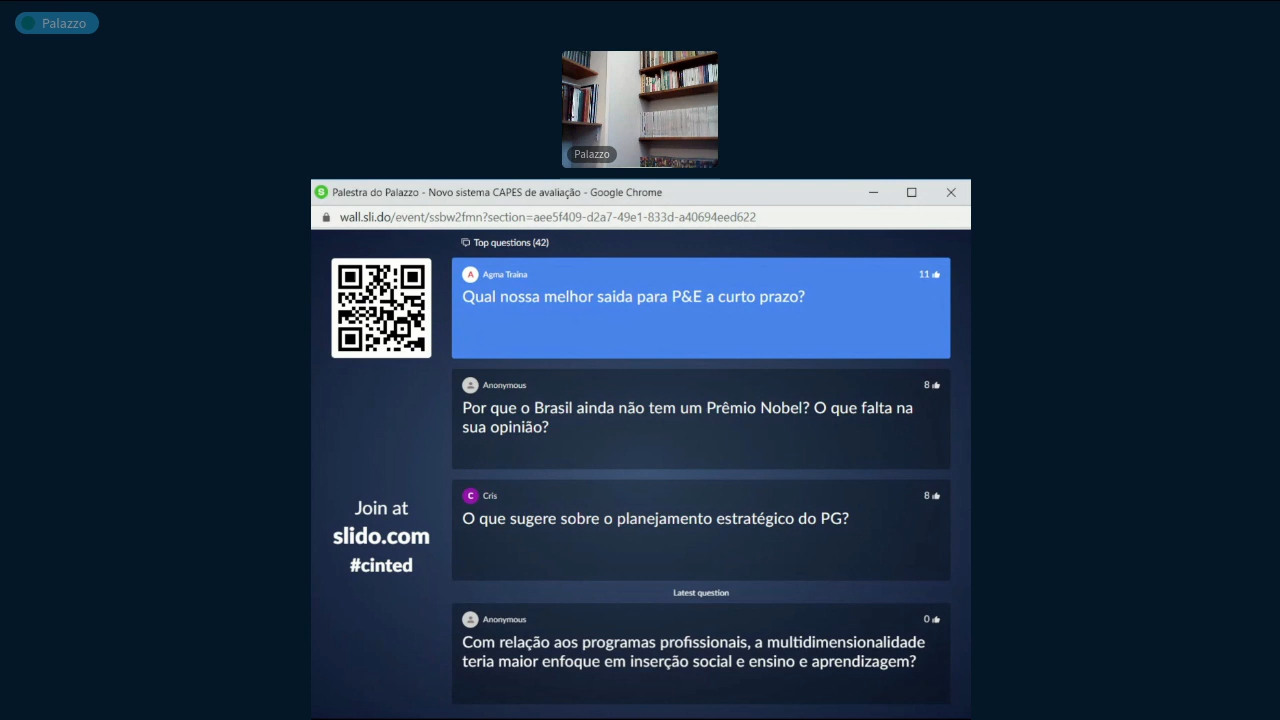 Palazzo
Palazzo
Palestra do Palazzo - Novo sistema CAPES de avaliação - Google Chrome
wall.sli.do/event/ssbw2fmn?section=aee5f409-d2a7-49e1-833d-a40694eed622
Top questions (42)
A Agma Traina 11
Qual nossa melhor saida para P&E a curto prazo?
Anonymous 8
Por que o Brasil ainda não tem um Prêmio Nobel? O que falta na
sua opinião?
C Cris 8
O que sugere sobre o planejamento estratégico do PG?
Join at
slido.com
#cinted
Latest question
Anonymous 0
Com relação aos programas profissionais, a multidimensionalidade
teria maior enfoque em inserção social e ensino e aprendizagem?